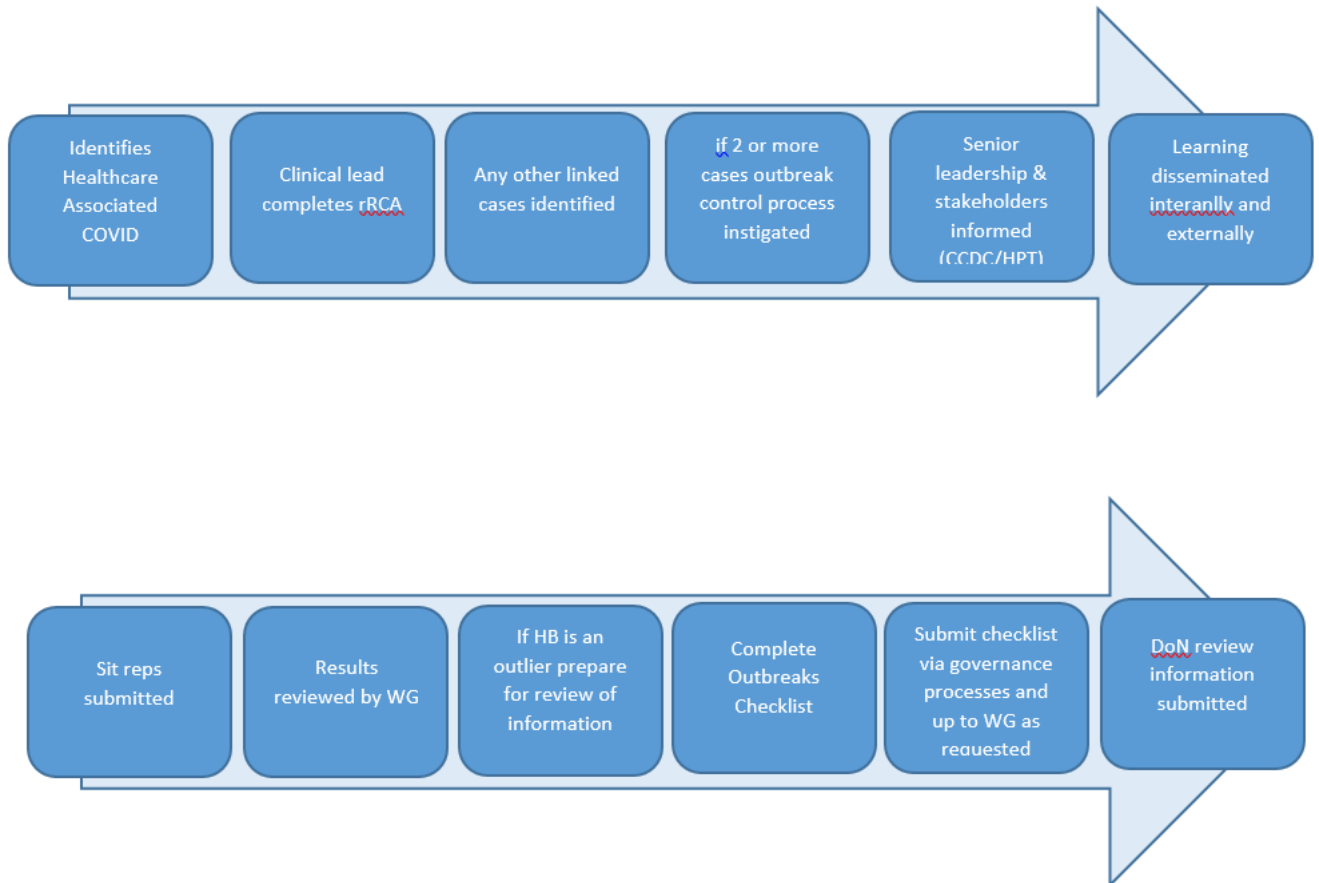 Identifies
Healthcare
Associated
COVID
Clinical lead
completes rRCA
Any other linked
cases identified
if 2 or more
cases outbreak
control process
instigated
Senior
leadership &
stakeholders
informed
(CCDC/HPT)
Learning
disseminated
interanlly and
externally
Sit reps
submitted
Results
reviewed by WG
If HB is an
outlier prepare
for review of
information
Complete
Outbreaks
Checklist
Submit checklist
via governance
processes and
up to WG as
requested
DoN review
information
submitted